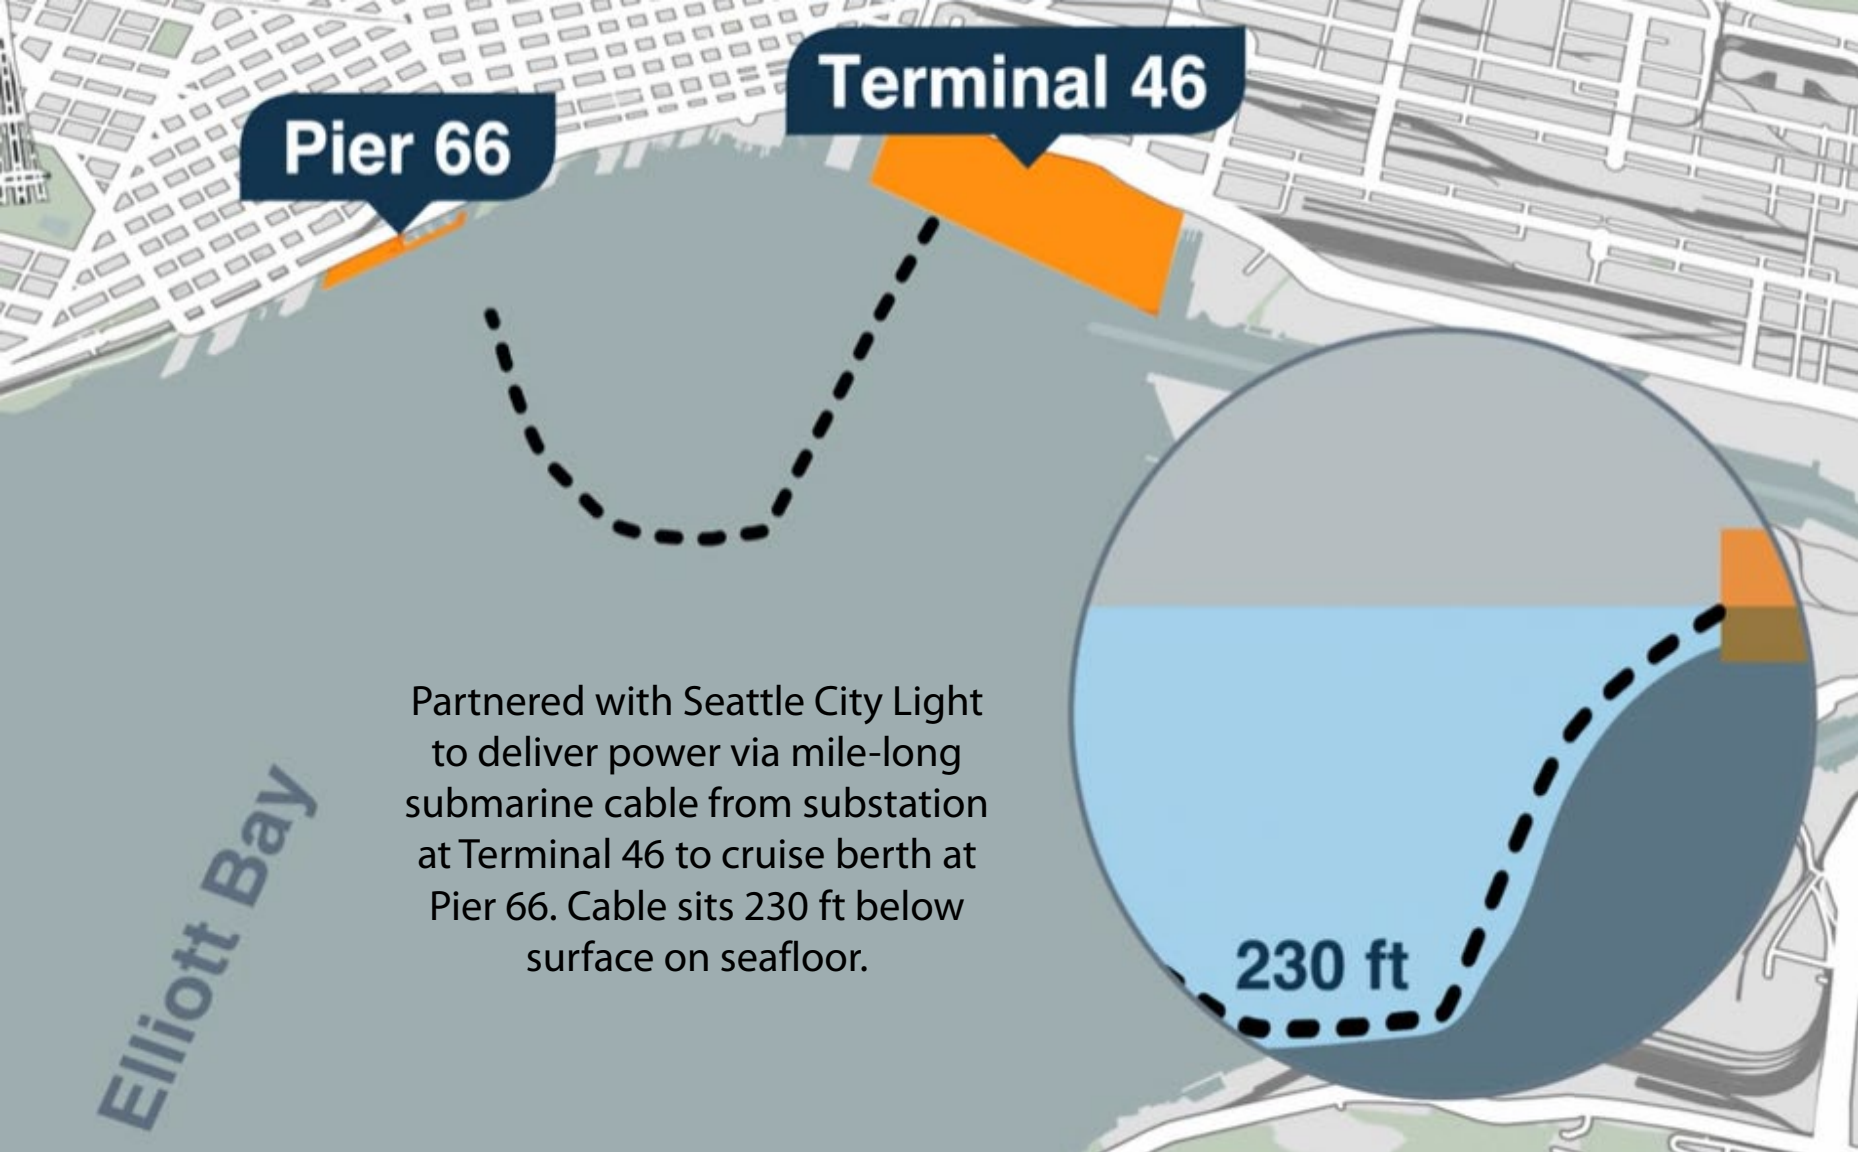 Terminal 46
Pier 66
Partnered with Seattle City Light
to deliver power via mile-long
submarine cable from substation
at Terminal 46 to cruise berth at
Pier 66. Cable sits 230 ft below
surface on seafloor.
230 ft
Elliott Bay